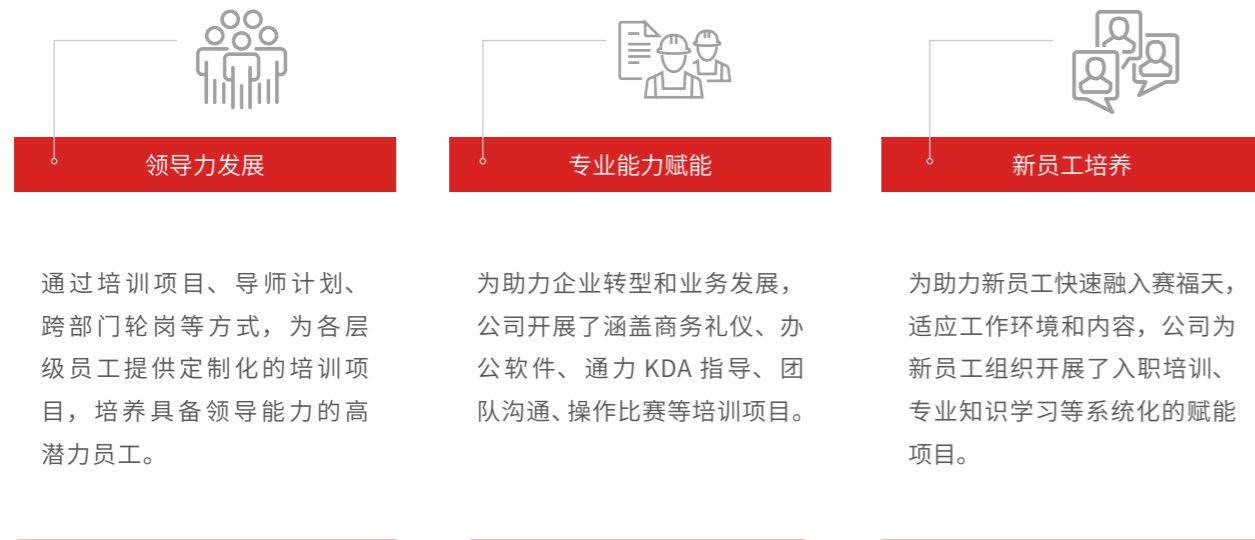 领导力发展
通过培训项目、导师计划、
跨部门轮岗等方式，为各层
级员工提供定制化的培训项
目，培养具备领导能力的高
潜力员工。
专业能力赋能
为助力企业转型和业务发展，
公司开展了涵盖商务礼仪、办
公软件、通力 KDA 指导、团
队沟通、操作比赛等培训项目。
新员工培养
为助力新员工快速融入赛福天，
适应工作环境和内容，公司为
新员工组织开展了入职培训、
专业知识学习等系统化的赋能
项目。